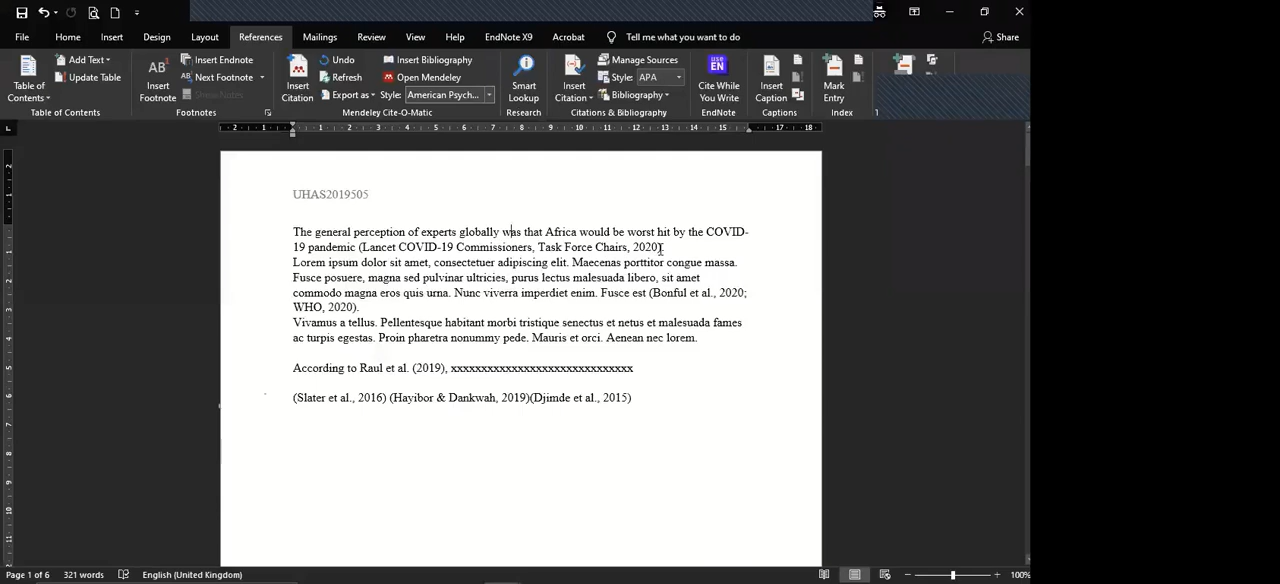 File Home Insert Design Layout References Mailings Review View Help EndNote X9 Acrobat Tell me what you want to do Share
Table of Contents
Add Text
Update Table
Table of Contents
AB1
Insert Footnote
Insert Endnote
Next Footnote
Show Notes
Footnotes
Insert Citation
Undo
Refresh
Export as
Insert Bibliography
Open Mendeley
Style: American Psych...
Mendeley Cite-O-Matic
Smart Lookup
Research
Insert Citation
Manage Sources
Style: APA
Bibliography
Citations & Bibliography
EN
Cite While You Write
EndNote
Insert Caption
Captions
Mark Entry
Index
UHAS2019505
The general perception of experts globally was that Africa would be worst hit by the COVID-
19 pandemic (Lancet COVID-19 Commissioners, Task Force Chairs, 2020)
Lorem ipsum dolor sit amet, consectetuer adipiscing elit. Maecenas porttitor congue massa.
Fusce posuere, magna sed pulvinar ultricies, purus lectus malesuada libero, sit amet
commodo magna eros quis urna. Nunc viverra imperdiet enim. Fusce est (Bonful et al., 2020;
WHO, 2020).
Vivamus a tellus. Pellentesque habitant morbi tristique senectus et netus et malesuada fames
ac turpis egestas. Proin pharetra nonummy pede. Mauris et orci. Aenean nec lorem.
According to Raul et al. (2019), xxxxxxxxxxxxxxxxxxxxxxxxxxxxxx
(Slater et al., 2016) (Hayibor & Dankwah, 2019)(Djimde et al., 2015)
Page 1 of 6 321 words English (United Kingdom) 100%